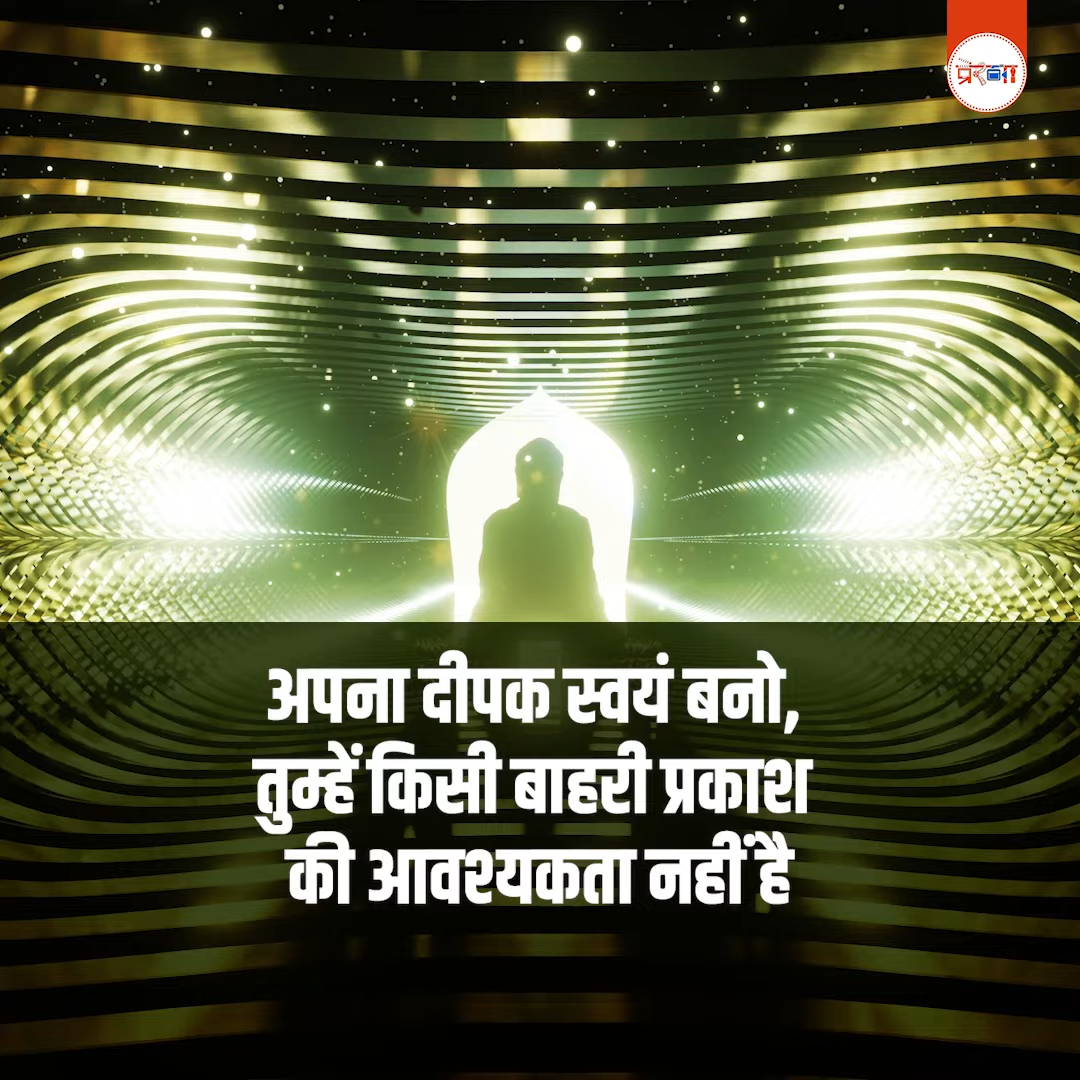 अपना दीपक स्वयं बनो,
तुम्हें किसी बाहरी प्रकाश
की आवश्यकता नहीं है